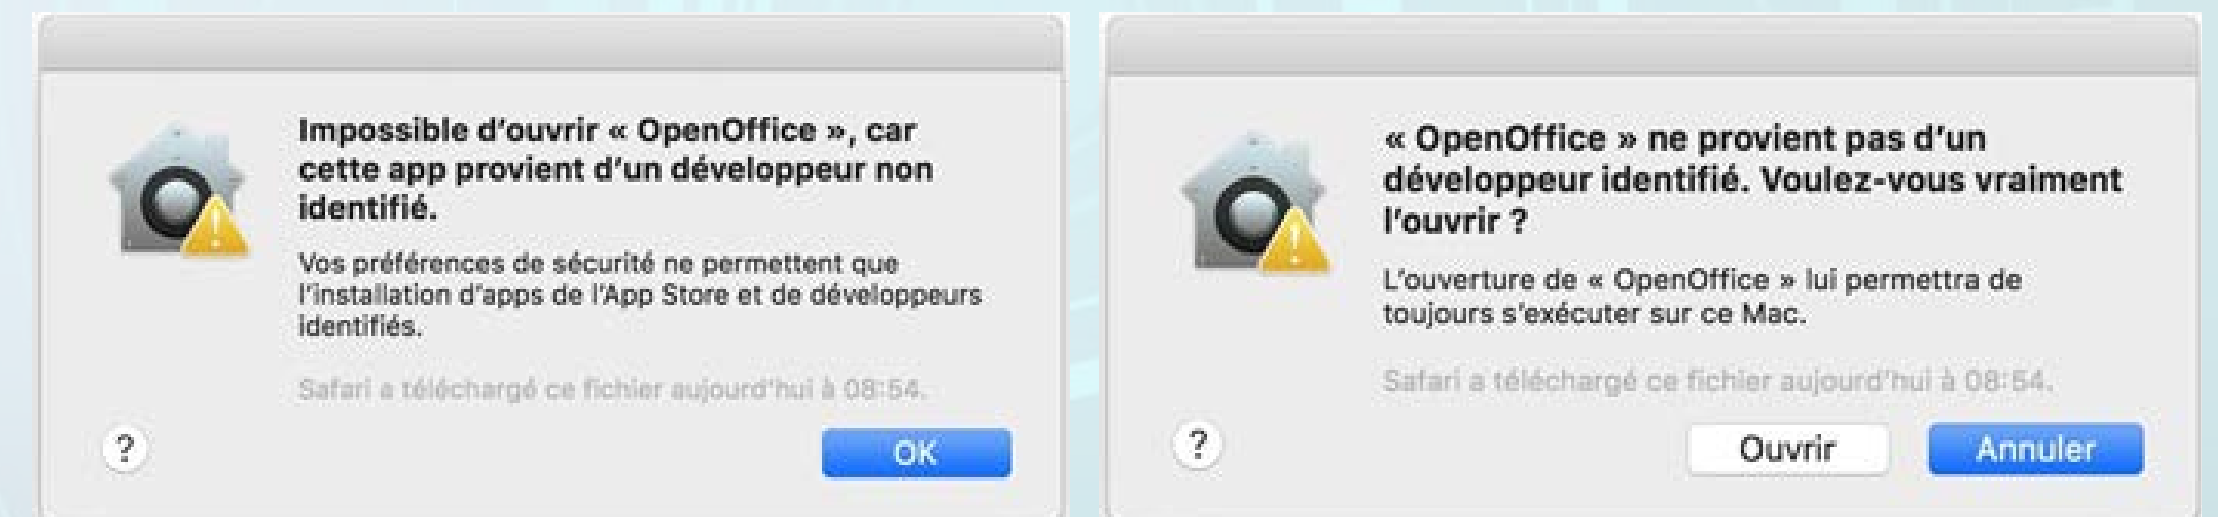 Impossible d'ouvrir « OpenOffice », car
cette app provient d'un développeur non
identifié.
Vos préférences de sécurité ne permettent que
l'installation d'apps de l'App Store et de développeurs
identifiés.
Safari a téléchargé ce fichier aujourd'hui à 08:54.
?
OK
« OpenOffice » ne provient pas d'un
développeur identifié. Voulez-vous vraiment
l'ouvrir ?
L'ouverture de « OpenOffice » lui permettra de
toujours s'exécuter sur ce Mac.
Safari a téléchargé ce fichier aujourd'hui à 08:54.
?
Ouvrir
Annuler